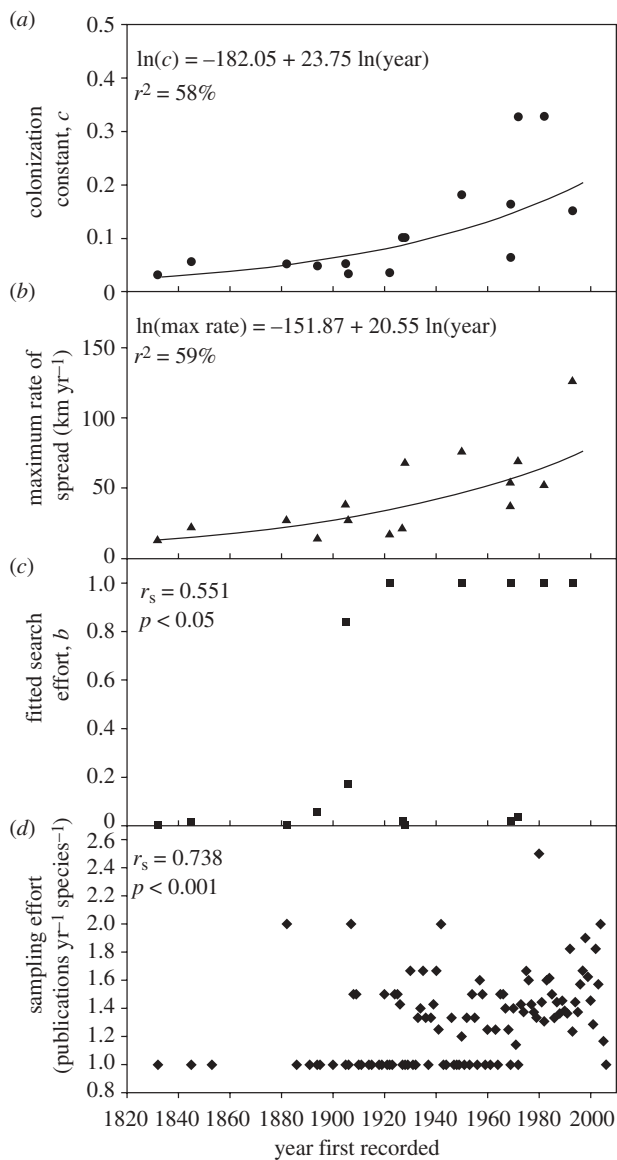 (a)
0.5
0.4
0.3
0.2
0.1
0
colonization
constant, c
ln(c) = –182.05 + 23.75 ln(year)
r² = 58%
(b)
150
100
50
0
maximum rate of
spread (km yr⁻¹)
ln(max rate) = –151.87 + 20.55 ln(year)
r² = 59%
(c)
1.0
0.8
0.6
0.4
0.2
0
fitted search
effort, b
rₛ = 0.551
p < 0.05
(d)
2.6
2.4
2.2
2.0
1.8
1.6
1.4
1.2
1.0
0.8
sampling effort
(publications yr⁻¹ species⁻¹)
rₛ = 0.738
p < 0.001
1820 1840 1860 1880 1900 1920 1940 1960 1980 2000
year first recorded